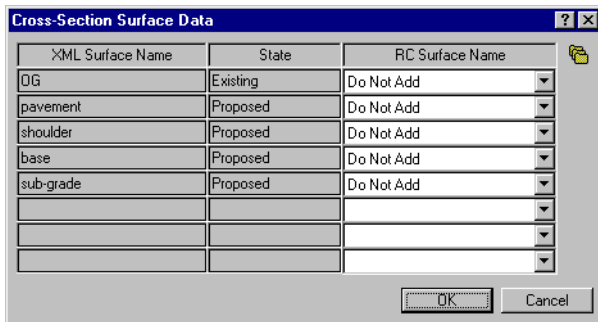 Cross-Section Surface Data ? ×
XML Surface Name State RC Surface Name
OG Existing Do Not Add
pavement Proposed Do Not Add
shoulder Proposed Do Not Add
base Proposed Do Not Add
sub-grade Proposed Do Not Add
OK Cancel